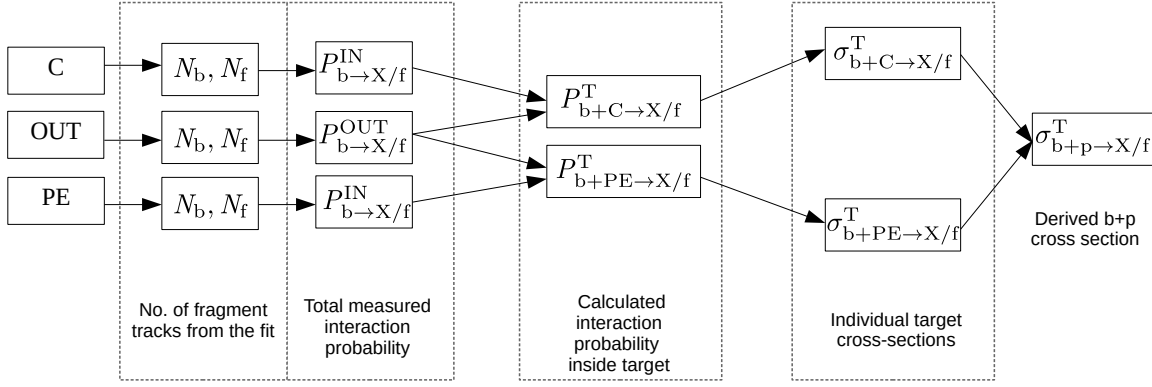 C
N_b, N_f
P^IN_b→X/f
OUT
N_b, N_f
P^OUT_b→X/f
PE
N_b, N_f
P^IN_b→X/f
P^T_b+C→X/f
P^T_b+PE→X/f
σ^T_b+C→X/f
σ^T_b+PE→X/f
σ^T_b+p→X/f
Derived b+p
cross section
No. of fragment
tracks from the fit
Total measured
interaction
probability
Calculated
interaction
probability
inside target
Individual target
cross-sections